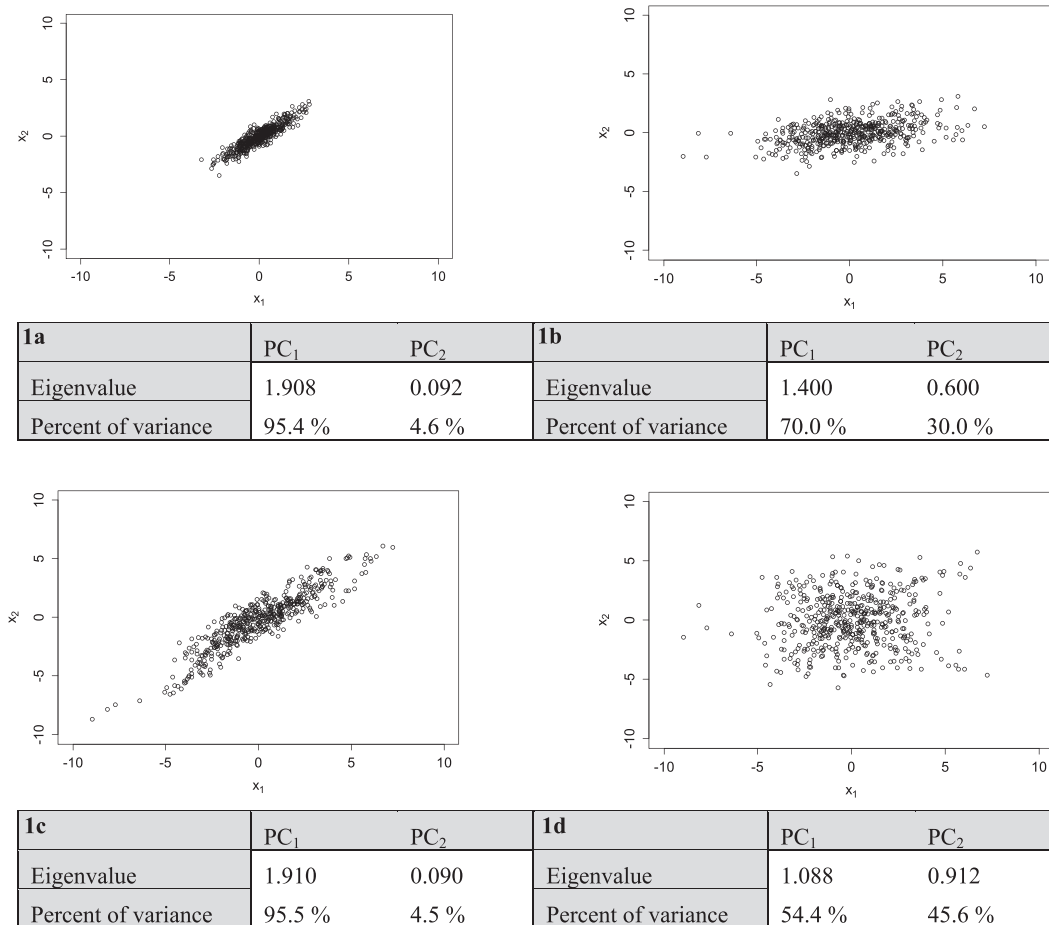 10
5
0
-5
-10
x2
-10 -5 0 5 10
x1
10
5
0
-5
-10
x2
-10 -5 0 5 10
x1
1a
PC1 PC2
Eigenvalue 1.908 0.092
Percent of variance 95.4 % 4.6 %
1b
PC1 PC2
Eigenvalue 1.400 0.600
Percent of variance 70.0 % 30.0 %
10
5
0
-5
-10
x2
-10 -5 0 5 10
x1
10
5
0
-5
-10
x2
-10 -5 0 5 10
x1
1c
PC1 PC2
Eigenvalue 1.910 0.090
Percent of variance 95.5 % 4.5 %
1d
PC1 PC2
Eigenvalue 1.088 0.912
Percent of variance 54.4 % 45.6 %